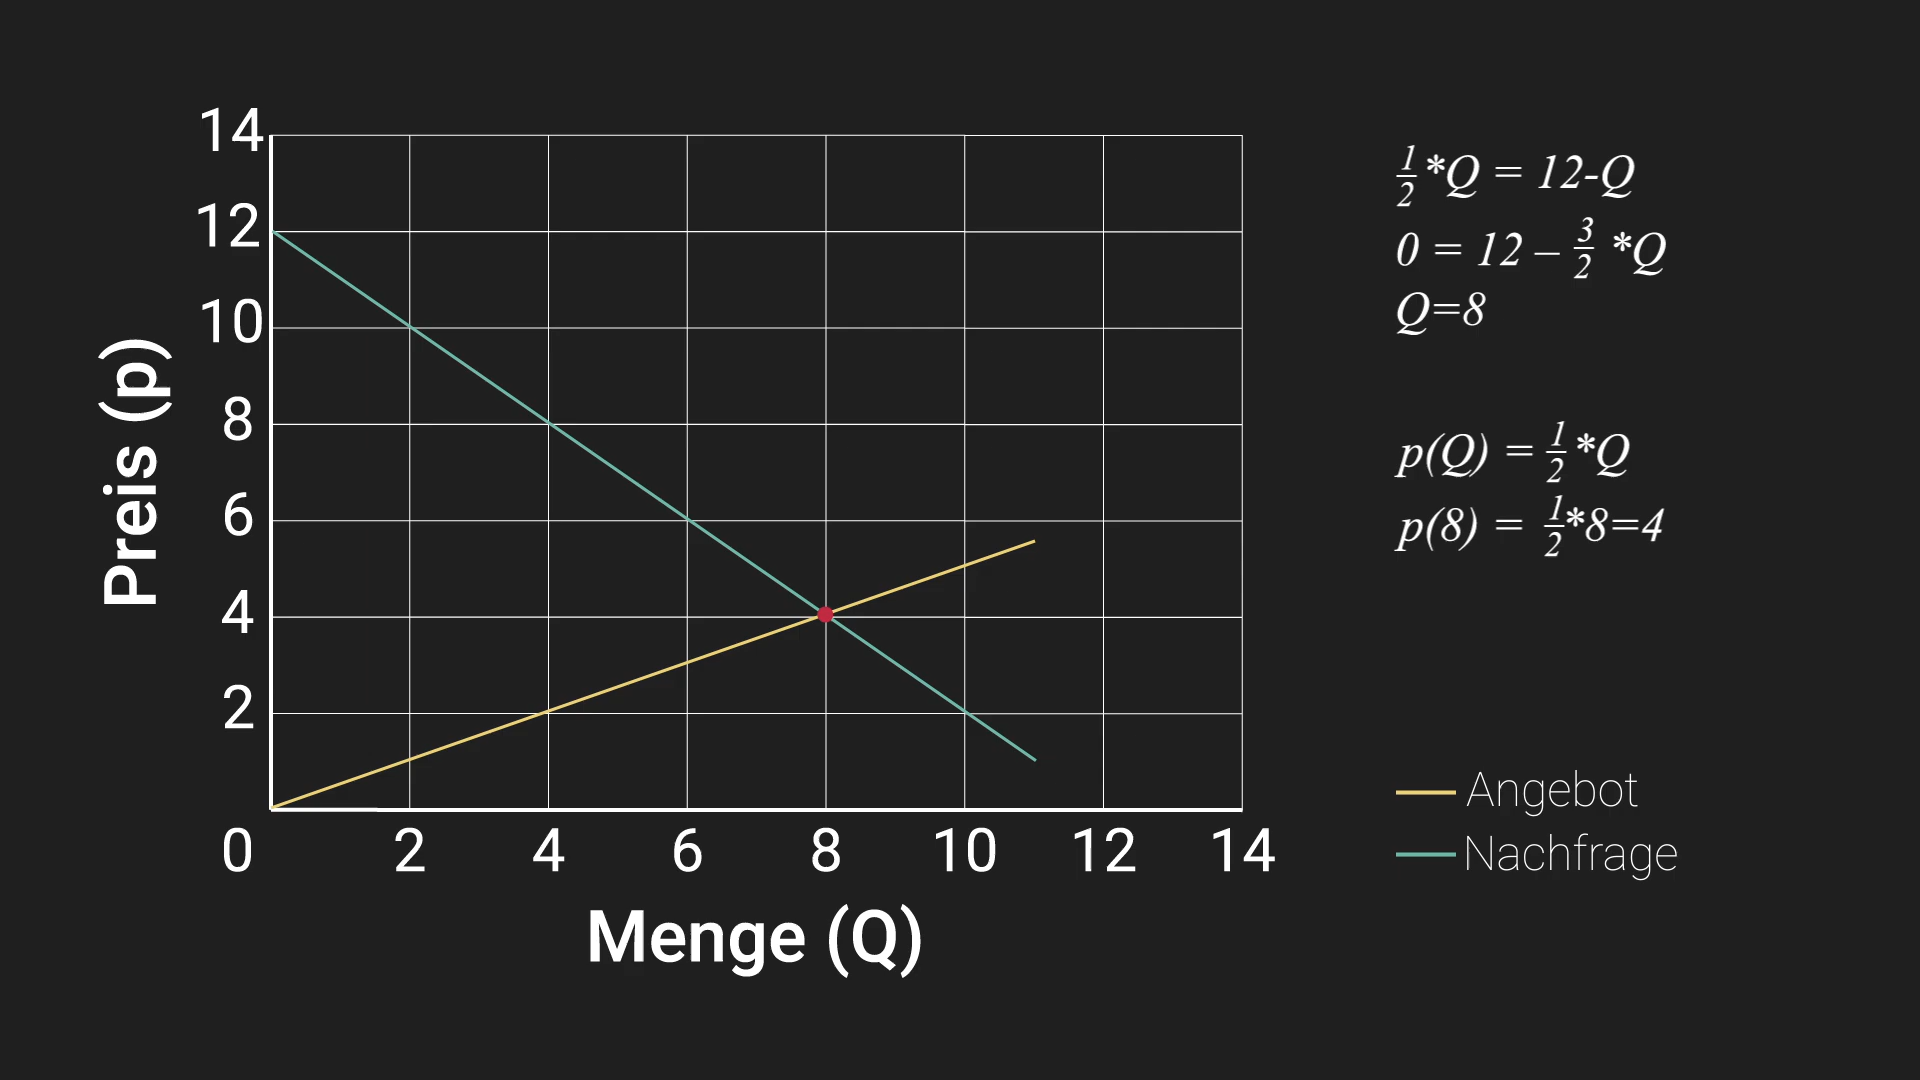 14
12
10
8
6
4
2
0 2 4 6 8 10 12 14
Preis (p)
Menge (Q)
½*Q = 12-Q
0 = 12 – 3/2 *Q
Q=8
p(Q) = ½*Q
p(8) = ½*8=4
Angebot
Nachfrage